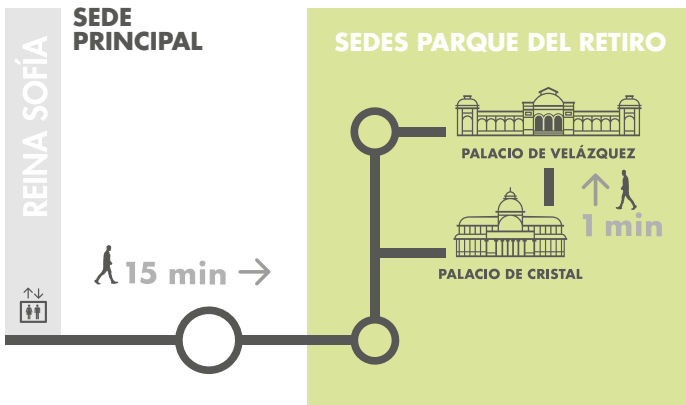 REINA SOFÍA
SEDE
PRINCIPAL
15 min →
SEDES PARQUE DEL RETIRO
PALACIO DE VELÁZQUEZ
1 min
PALACIO DE CRISTAL